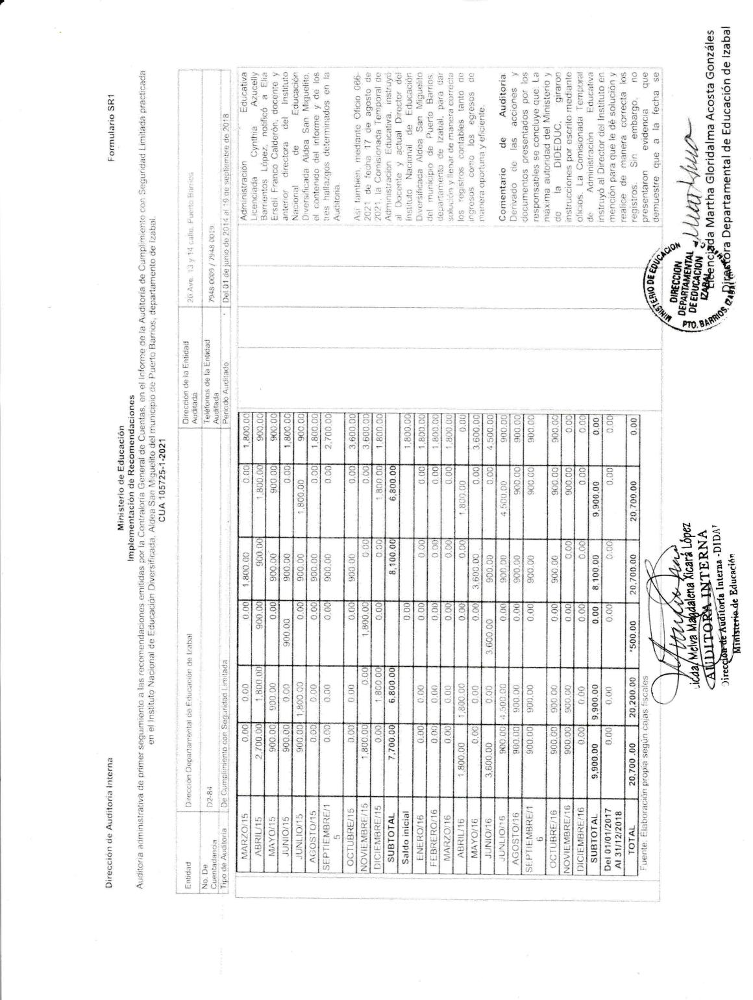 Dirección de Auditoría Interna Formulario SR1
Ministerio de Educación
Implementación de Recomendaciones
Auditoría administrativa de primer seguimiento a las recomendaciones emitidas por la Contraloría General de Cuentas, en el Informe de la Auditoría de Cumplimiento con Seguridad Limitada practicada
en el Instituto Nacional de Educación Diversificada, Aldea San Miguelito del municipio de Puerto Barrios, departamento de Izabal.
CUA 105725-1-2021
Entidad Dirección Departamental de Educación de Izabal Dirección de la Entidad Auditada 20 Ave. 13 y 14 calle, Puerto Barrios
No. De Cuentadancia D2-84 Teléfonos de la Entidad Auditada 7948 0009 / 7948 0019
Tipo de Auditoría De Cumplimiento con Seguridad Limitada Periodo Auditado Del 01 de junio de 2014 al 19 de septiembre de 2018
MARZO/15 0.00 0.00 0.00 1,800.00 0.00 1,800.00
ABRIL/15 2,700.00 1,800.00 900.00 900.00 1,800.00 900.00
MAYO/15 900.00 900.00 0.00 900.00 900.00 900.00
JUNIO/15 900.00 0.00 900.00 900.00 0.00 1,800.00
JUNLIO/15 900.00 1,800.00 0.00 900.00 1,800.00 900.00
AGOSTO/15 0.00 0.00 0.00 900.00 0.00 1,800.00
SEPTIEMBRE/1
5 0.00 0.00 0.00 900.00 0.00 2,700.00
OCTUBRE/15 0.00 0.00 0.00 900.00 0.00 3,600.00
NOVIEMBRE/15 1,800.00 0.00 1,800.00 0.00 0.00 3,600.00
DICIEMBRE/15 0.00 1,800.00 0.00 0.00 1,800.00 1,800.00
SUBTOTAL 7,700.00 6,800.00 8,100.00 6,800.00
Saldo inicial 0.00 1,800.00
ENERO/16 0.00 0.00 0.00 0.00 0.00 1,800.00
FEBRERO/16 0.00 0.00 0.00 0.00 0.00 1,800.00
MARZO/16 0.00 0.00 0.00 0.00 0.00 1,800.00
ABRIL/16 1,800.00 1,800.00 0.00 0.00 1,800.00 0.00
MAYO/16 0.00 0.00 0.00 3,600.00 0.00 3,600.00
JUNIO/16 3,600.00 0.00 3,600.00 900.00 0.00 4,500.00
JUNLIO/16 900.00 4,500.00 0.00 900.00 4,500.00 900.00
AGOSTO/16 900.00 900.00 0.00 900.00 900.00 900.00
SEPTIEMBRE/1
6 900.00 900.00 0.00 900.00 900.00 900.00
OCTUBRE/16 900.00 900.00 0.00 900.00 900.00 900.00
NOVIEMBRE/16 900.00 900.00 0.00 0.00 900.00 0.00
DICIEMBRE/16 0.00 0.00 0.00 0.00 0.00 0.00
SUBTOTAL 9,900.00 9,900.00 0.00 8,100.00 9,900.00 0.00
Del 01/01/2017
Al 31/12/2018 0.00 0.00 0.00 0.00 0.00 0.00
TOTAL 20,700 .00 20,200.00 *500.00 20,700.00 20,700.00 0.00
Fuente: Elaboración propia según cajas fiscales
Administración Educativa
Licenciada Cynthia Azucelly
Barrientos López, notificó a Elia
Erselí Franco Calderón, docente y
anterior directora del Instituto
Nacional de Educación
Diversificada Aldea San Miguelito,
el contenido del informe y de los
tres hallazgos determinados en la
Auditoría
Así también, mediante Oficio 066-
2021 de fecha 17 de agosto de
2021, la Comisionada Temporal de
Administración Educativa, instruyó
al Docente y actual Director del
Instituto Nacional de Educación
Diversificada Aldea San Miguelito
del municipio de Puerto Barrios,
departamento de Izabal, para dar
solución y llenar de manera correcta
los registros contables tanto de
ingresos como los egresos de
manera oportuna y eficiente.
Comentario de Auditoría.
Derivado de las acciones y
documentos presentados por los
responsables se concluye que: La
máxima autoridad del Ministerio y
de la DIDEDUC, giraron
instrucciones por escrito mediante
oficios. La Comisionada Temporal
de Administración Educativa
instruyó al Director del Instituto en
mención para que le dé solución y
realice de manera correcta los
registros. Sin embargo, no
presentaron evidencia que
demuestre que a la fecha se
Licda. Melva Magdalena Xicará López
AUDITORA INTERNA
Dirección de Auditoría Interna -DIDAI
Ministerio de Educación
MINISTERIO DE EDUCACION
DIRECCION
DEPARTAMENTAL
DE EDUCACION
IZABAL
PTO. BARRIOS, IZABAL
Licenciada Martha Gloridalma Acosta Gonzáles
Directora Departamental de Educación de Izabal